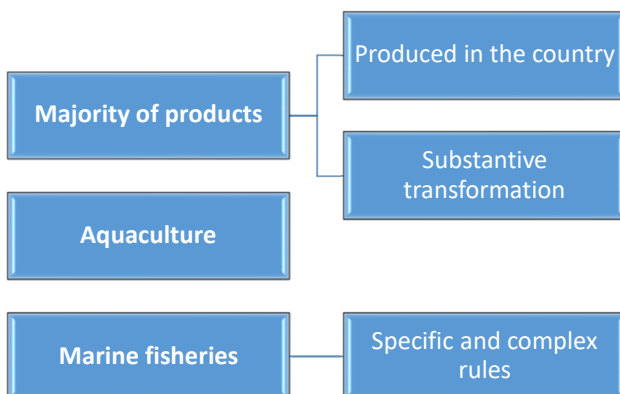 Majority of products
Produced in the country
Substantive
transformation
Aquaculture
Marine fisheries
Specific and complex
rules